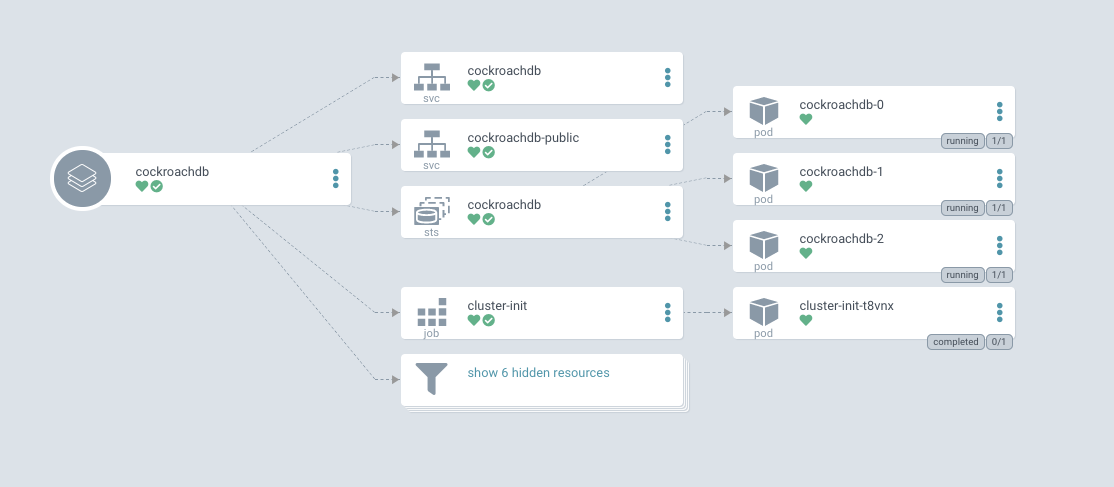 cockroachdb
cockroachdb
svc
cockroachdb-public
svc
cockroachdb
sts
cluster-init
job
show 6 hidden resources
cockroachdb-0
pod
running 1/1
cockroachdb-1
pod
running 1/1
cockroachdb-2
pod
running 1/1
cluster-init-t8vnx
pod
completed 0/1